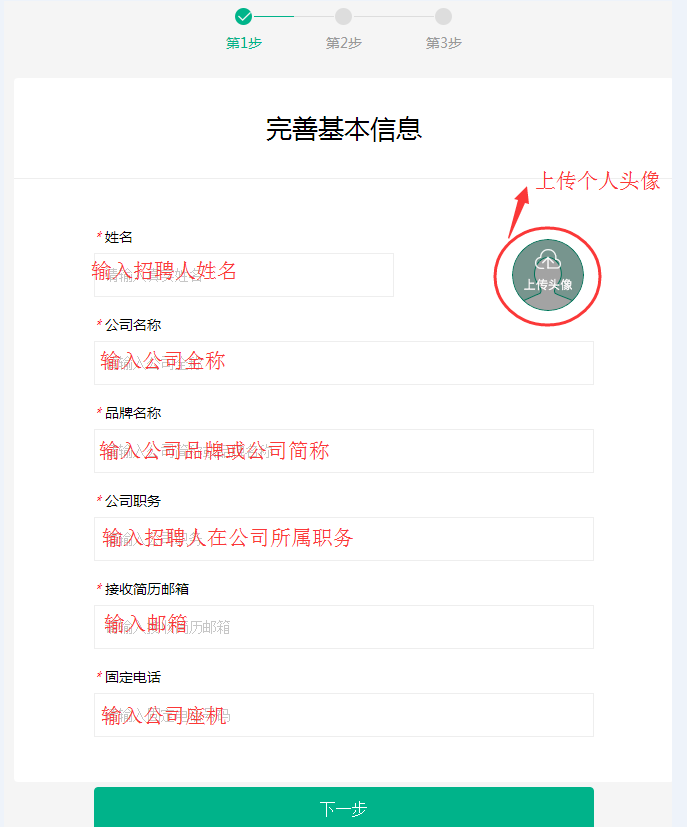 第1步 第2步 第3步
完善基本信息
上传个人头像
* 姓名
输入招聘人姓名
上传头像
* 公司名称
输入公司全称
* 品牌名称
输入公司品牌或公司简称
* 公司职务
输入招聘人在公司所属职务
* 接收简历邮箱
输入邮箱
* 固定电话
输入公司座机
下一步